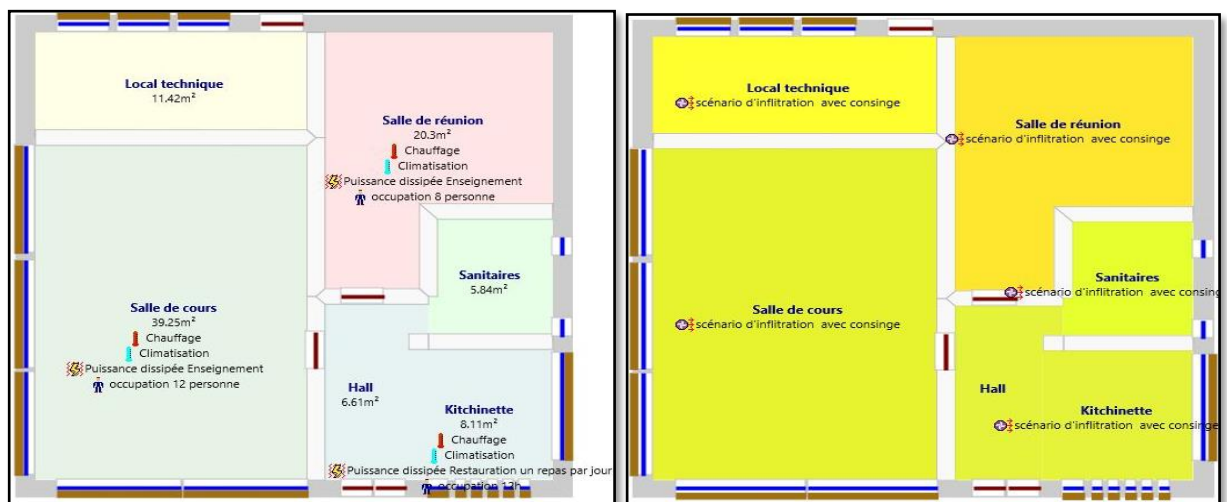 Local technique
11.42m²
Salle de réunion
20.3m²
Chauffage
Climatisation
Puissance dissipée Enseignement
occupation 8 personne
Sanitaires
5.84m²
Salle de cours
39.25m²
Chauffage
Climatisation
Puissance dissipée Enseignement
occupation 12 personne
Hall
6.61m²
Kitchinette
8.11m²
Chauffage
Climatisation
Puissance dissipée Restauration un repas par jour
occupation 12h
Local technique
scénario d'inflitration avec consinge
Salle de réunion
scénario d'inflitration avec consinge
Sanitaires
scénario d'inflitration avec consing
Salle de cours
scénario d'inflitration avec consinge
Hall
Kitchinette
scénario d'inflitration avec consinge